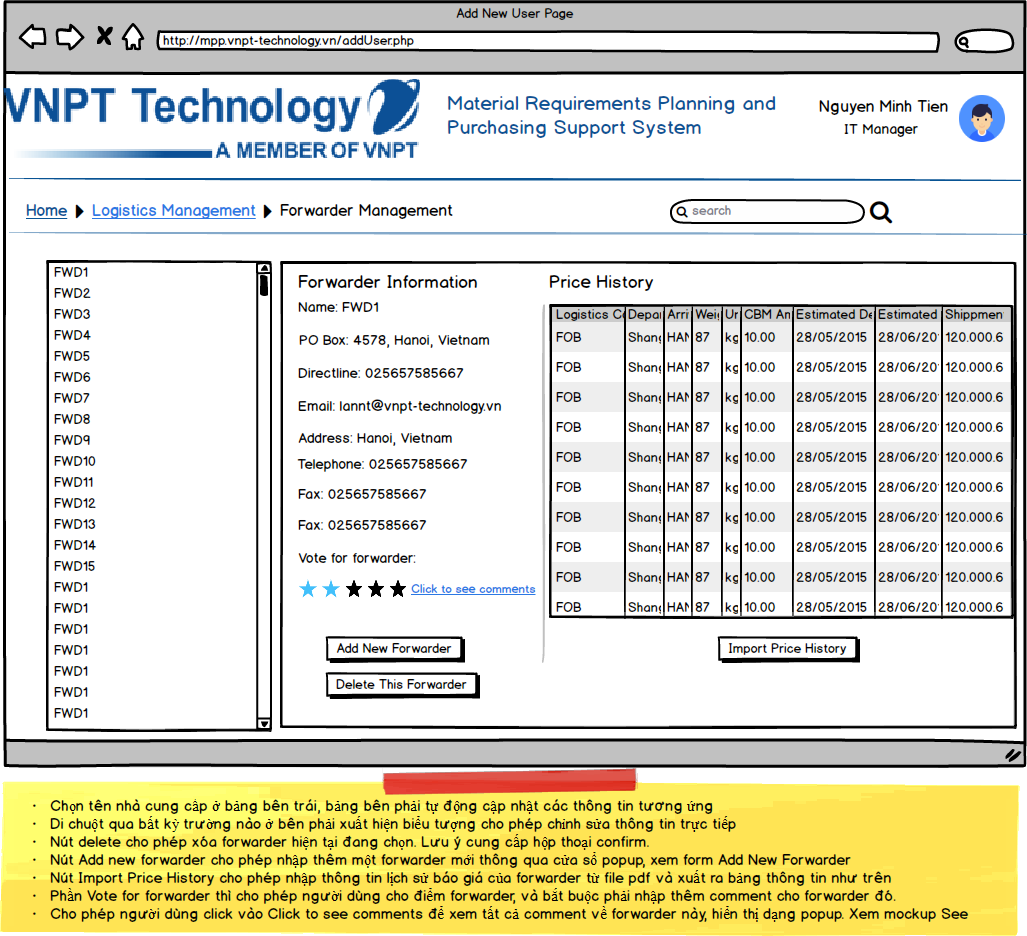 Add New User Page
http://mpp.vnpt-technology.vn/addUser.php
VNPT Technology
A MEMBER OF VNPT
Material Requirements Planning and
Purchasing Support System
Nguyen Minh Tien
IT Manager
Home Logistics Management Forwarder Management
search
FWD1
FWD2
FWD3
FWD4
FWD5
FWD6
FWD7
FWD8
FWD9
FWD10
FWD11
FWD12
FWD13
FWD14
FWD15
FWD1
FWD1
FWD1
FWD1
FWD1
FWD1
FWD1
Forwarder Information
Name: FWD1
PO Box: 4578, Hanoi, Vietnam
Directline: 025657585667
Email: lannt@vnpt-technology.vn
Address: Hanoi, Vietnam
Telephone: 025657585667
Fax: 025657585667
Fax: 025657585667
Vote for forwarder:
Click to see comments
Add New Forwarder
Delete This Forwarder
Price History
Logistics Co Depar Arri Weig Un CBM An Estimated De Estimated Shippmen
FOB Shang HAN 87 kg 10.00 28/05/2015 28/06/20 120.000.6
FOB Shang HAN 87 kg 10.00 28/05/2015 28/06/20 120.000.6
FOB Shang HAN 87 kg 10.00 28/05/2015 28/06/20 120.000.6
FOB Shang HAN 87 kg 10.00 28/05/2015 28/06/20 120.000.6
FOB Shang HAN 87 kg 10.00 28/05/2015 28/06/20 120.000.6
FOB Shang HAN 87 kg 10.00 28/05/2015 28/06/20 120.000.6
FOB Shang HAN 87 kg 10.00 28/05/2015 28/06/20 120.000.6
FOB Shang HAN 87 kg 10.00 28/05/2015 28/06/20 120.000.6
FOB Shang HAN 87 kg 10.00 28/05/2015 28/06/20 120.000.6
FOB Shang HAN 87 kg 10.00 28/05/2015 28/06/20 120.000.6
Import Price History
· Chọn tên nhà cung cấp ở bảng bên trái, bảng bên phải tự động cập nhật các thông tin tương ứng
· Di chuột qua bất kỳ trường nào ở bên phải xuất hiện biểu tượng cho phép chỉnh sửa thông tin trực tiếp
· Nút delete cho phép xóa forwarder hiện tại đang chọn. Lưu ý cung cấp hộp thoại confirm.
· Nút Add new forwarder cho phép nhập thêm một forwarder mới thông qua cửa sổ popup, xem form Add New Forwarder
· Nút Import Price History cho phép nhập thông tin lịch sử báo giá của forwarder từ file pdf và xuất ra bảng thông tin như trên
· Phần Vote for forwarder thì cho phép người dùng cho điểm forwarder, và bắt buộc phải nhập thêm comment cho forwarder đó.
· Cho phép người dùng click vào Click to see comments để xem tất cả comment về forwarder này, hiển thị dạng popup. Xem mockup See